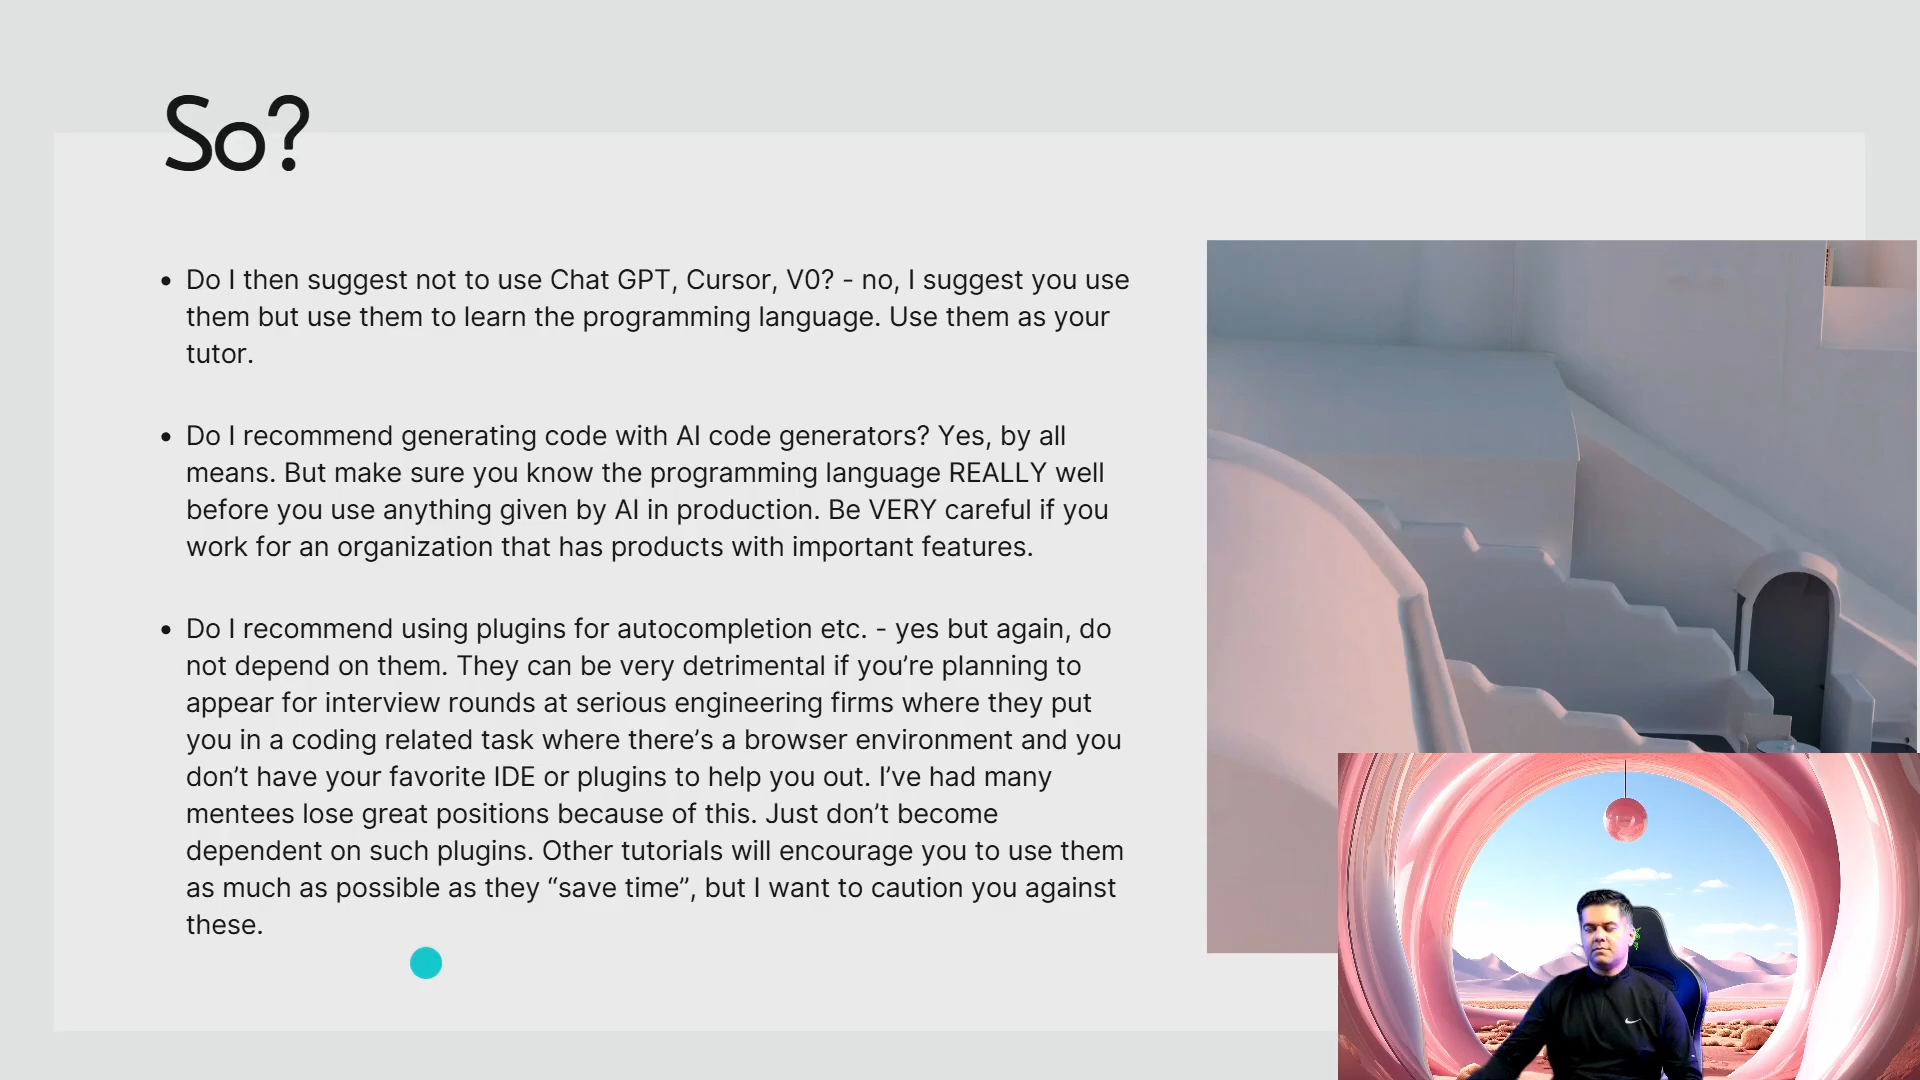 So?
• Do I then suggest not to use Chat GPT, Cursor, V0? - no, I suggest you use
them but use them to learn the programming language. Use them as your
tutor.
• Do I recommend generating code with AI code generators? Yes, by all
means. But make sure you know the programming language REALLY well
before you use anything given by AI in production. Be VERY careful if you
work for an organization that has products with important features.
• Do I recommend using plugins for autocompletion etc. - yes but again, do
not depend on them. They can be very detrimental if you’re planning to
appear for interview rounds at serious engineering firms where they put
you in a coding related task where there’s a browser environment and you
don’t have your favorite IDE or plugins to help you out. I’ve had many
mentees lose great positions because of this. Just don’t become
dependent on such plugins. Other tutorials will encourage you to use them
as much as possible as they “save time”, but I want to caution you against
these.